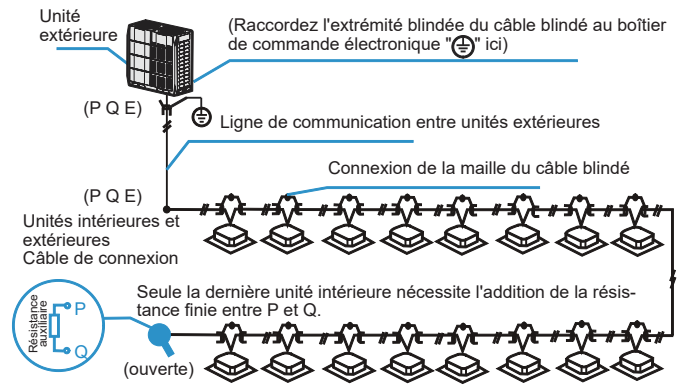 Unité
extérieure
(Raccordez l'extrémité blindée du câble blindé au boîtier
de commande électronique "⏚" ici)
(P Q E)
Ligne de communication entre unités extérieures
Connexion de la maille du câble blindé
(P Q E)
Unités intérieures et
extérieures
Câble de connexion
Seule la dernière unité intérieure nécessite l'addition de la résis-
tance finie entre P et Q.
Résistance
auxiliaire
P
Q
(ouverte)